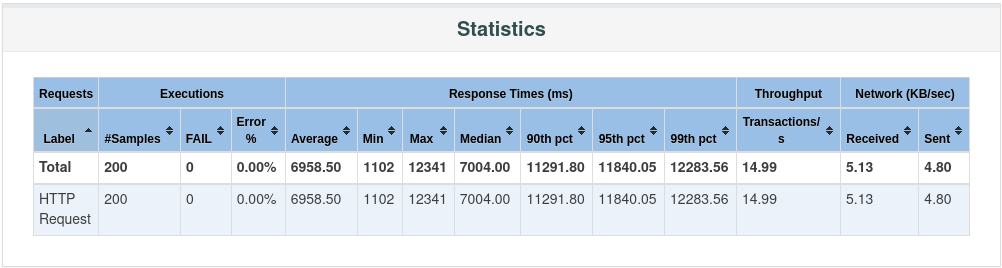 Statistics
Requests Executions Response Times (ms) Throughput Network (KB/sec)
Label #Samples FAIL Error % Average Min Max Median 90th pct 95th pct 99th pct Transactions/s Received Sent
Total 200 0 0.00% 6958.50 1102 12341 7004.00 11291.80 11840.05 12283.56 14.99 5.13 4.80
HTTP Request 200 0 0.00% 6958.50 1102 12341 7004.00 11291.80 11840.05 12283.56 14.99 5.13 4.80